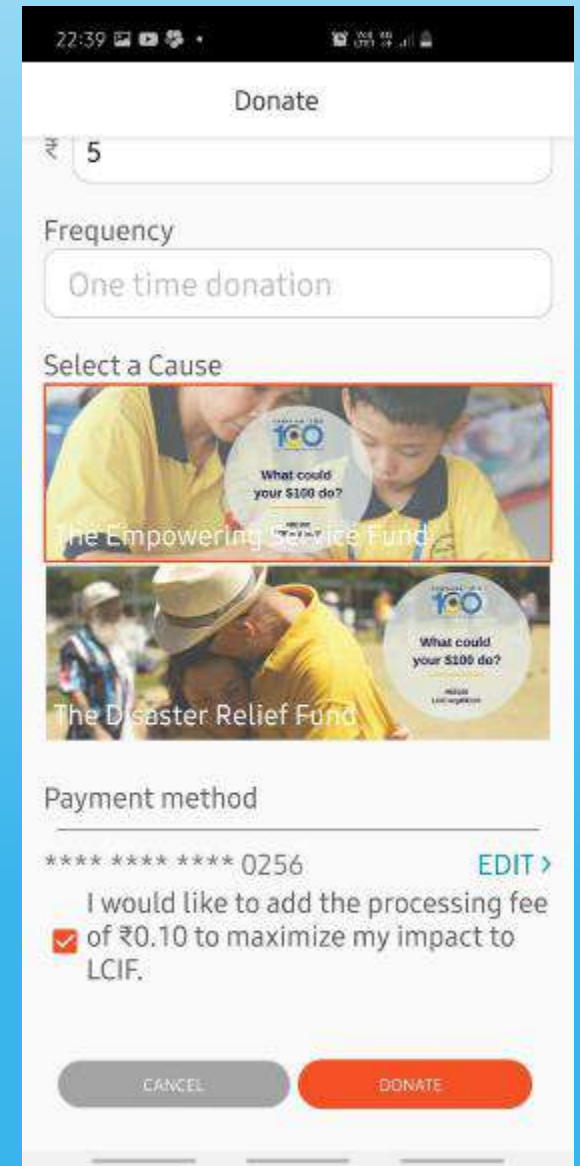 22:39
Donate
₹ 5
Frequency
One time donation
Select a Cause
100
What could
your $100 do?
The Empowering Service Fund
100
What could
your $100 do?
The Disaster Relief Fund
Payment method
**** **** **** 0256 EDIT >
I would like to add the processing fee
of ₹0.10 to maximize my impact to
LCIF.
CANCEL DONATE